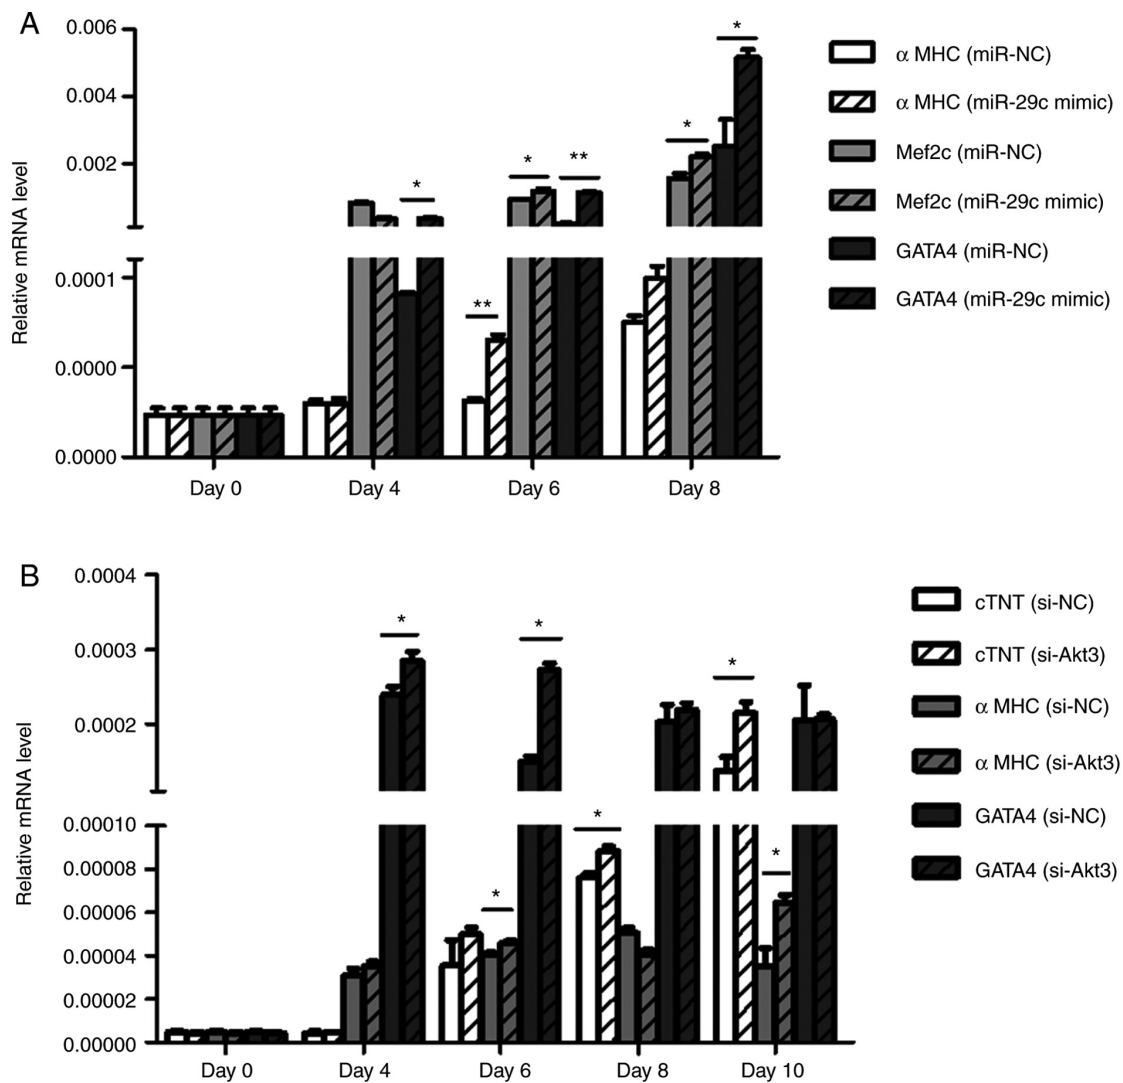 A
0.006
0.004
0.002
0.0001
0.0000
0.0000
Relative mRNA level
*
**
*
**
*
*
Day 0
Day 4
Day 6
Day 8
α MHC (miR-NC)
α MHC (miR-29c mimic)
Mef2c (miR-NC)
Mef2c (miR-29c mimic)
GATA4 (miR-NC)
GATA4 (miR-29c mimic)
B
0.0004
0.0003
0.0002
0.00010
0.00008
0.00006
0.00004
0.00002
0.00000
Relative mRNA level
*
*
*
*
*
*
Day 0
Day 4
Day 6
Day 8
Day 10
cTNT (si-NC)
cTNT (si-Akt3)
α MHC (si-NC)
α MHC (si-Akt3)
GATA4 (si-NC)
GATA4 (si-Akt3)